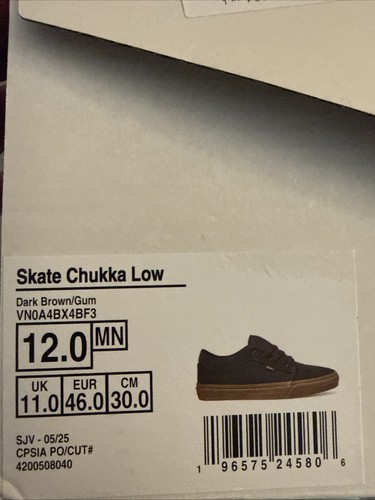 Skate Chukka Low
Dark Brown/Gum
VN0A4BX4BF3
12.0 MN
UK EUR CM
11.0 46.0 30.0
SJV - 05/25
CPSIA PO/CUT#
4200508040
1 96575 24580 6